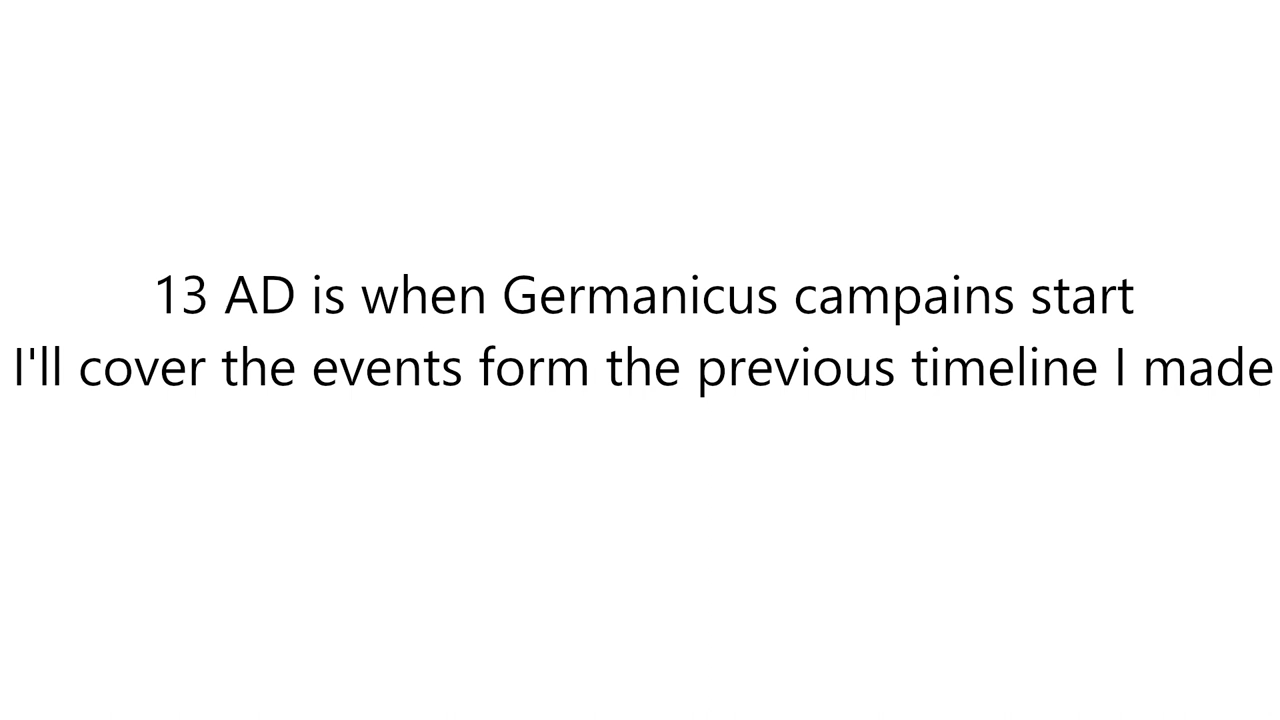 13 AD is when Germanicus campains start
I'll cover the events form the previous timeline I made